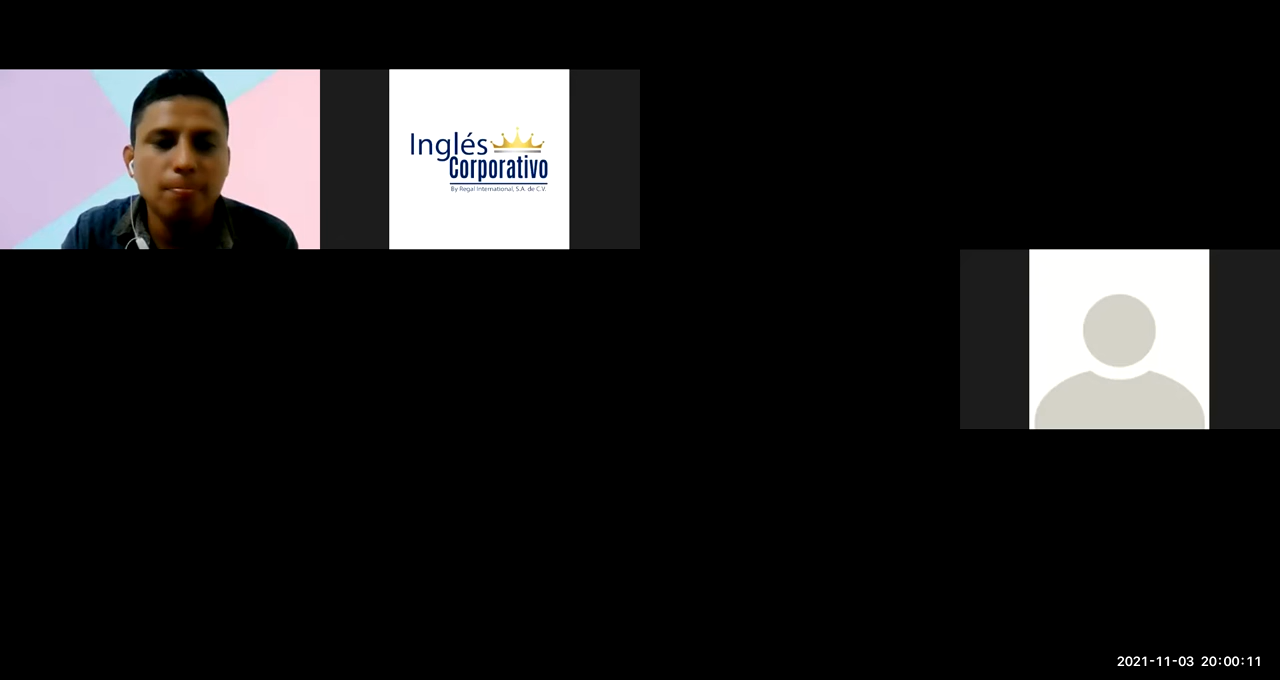 Inglés
Corporativo
By Regal International, S.A. de C.V.
2021-11-03 20:00:11